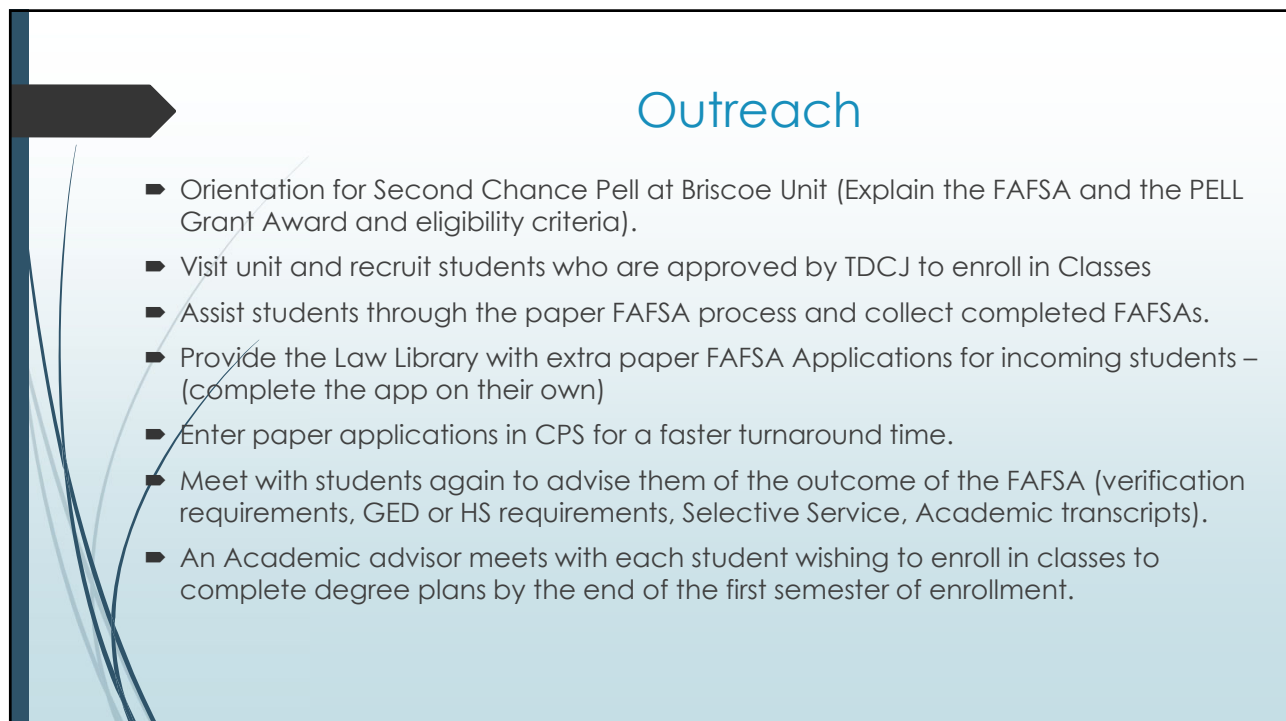 Outreach
Orientation for Second Chance Pell at Briscoe Unit (Explain the FAFSA and the PELL
Grant Award and eligibility criteria).
Visit unit and recruit students who are approved by TDCJ to enroll in Classes
Assist students through the paper FAFSA process and collect completed FAFSAs.
Provide the Law Library with extra paper FAFSA Applications for incoming students –
(complete the app on their own)
Enter paper applications in CPS for a faster turnaround time.
Meet with students again to advise them of the outcome of the FAFSA (verification
requirements, GED or HS requirements, Selective Service, Academic transcripts).
An Academic advisor meets with each student wishing to enroll in classes to
complete degree plans by the end of the first semester of enrollment.